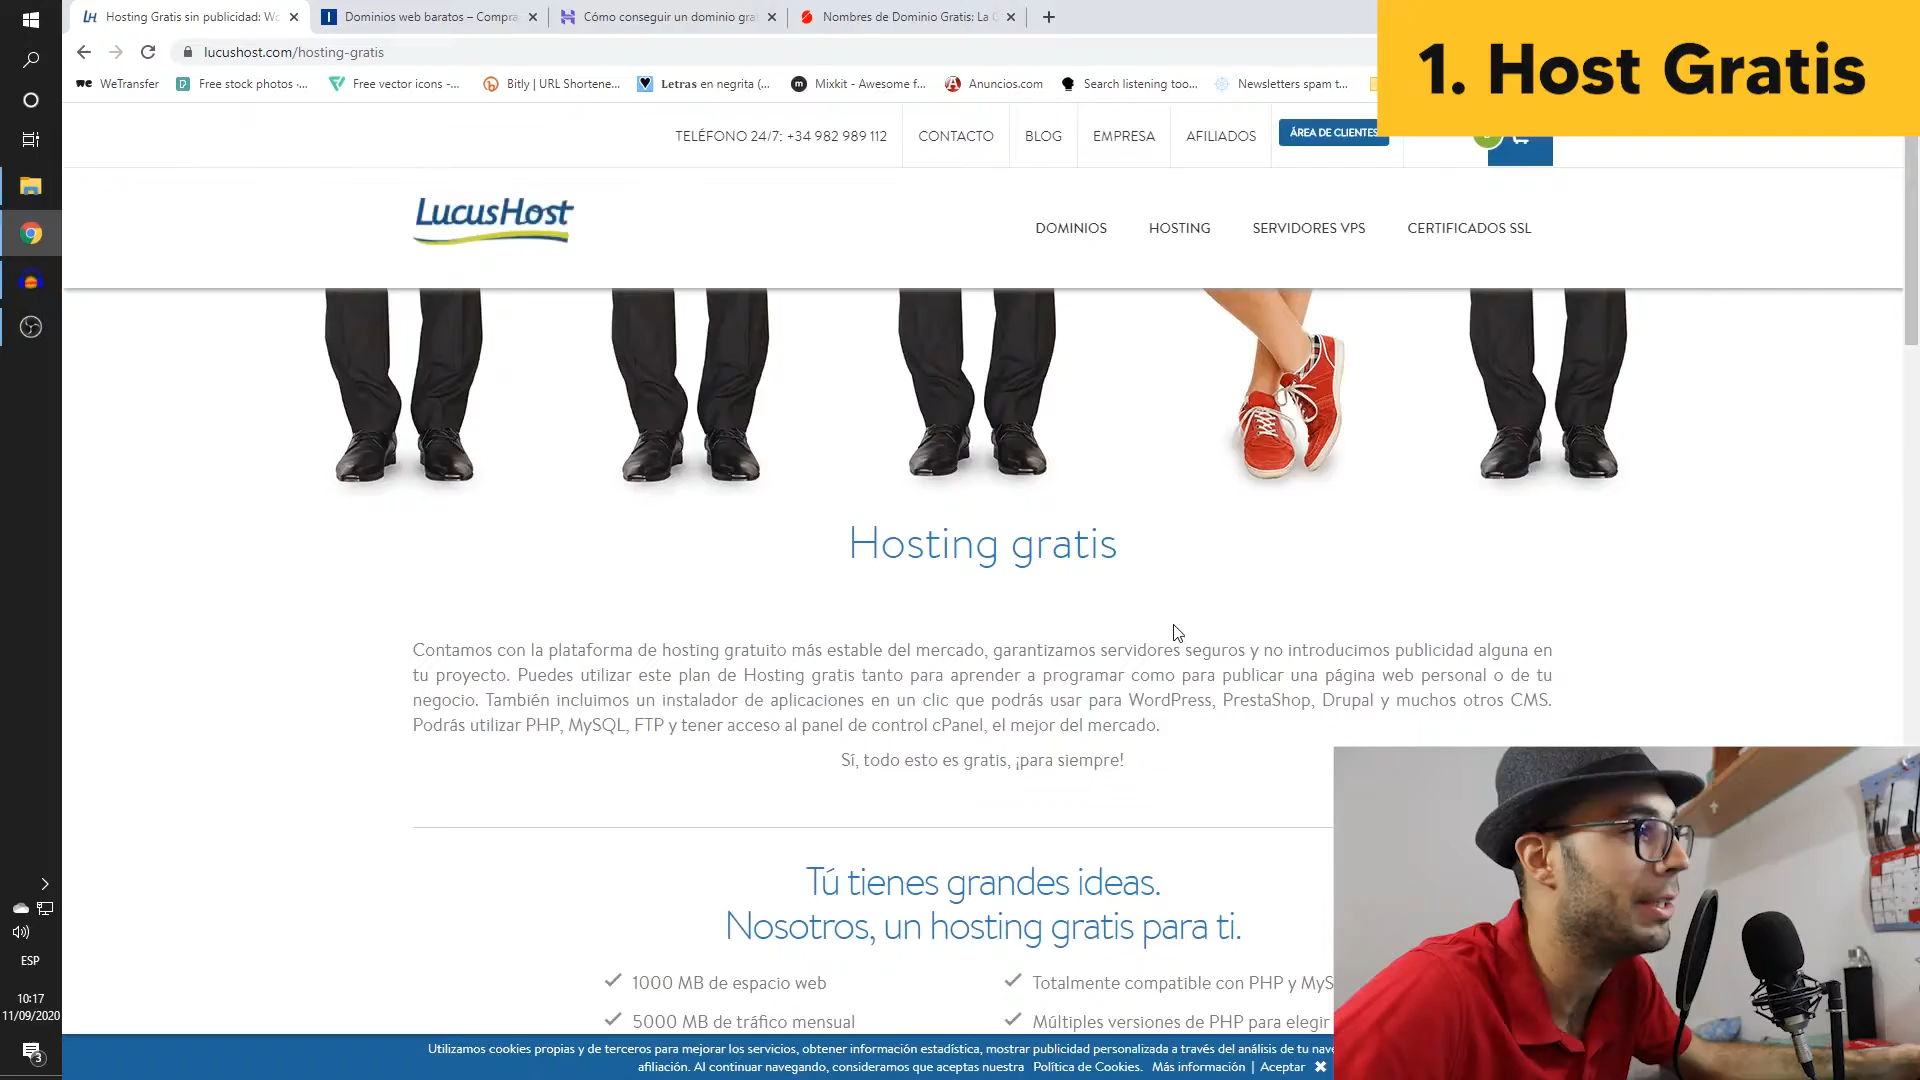 Hosting Gratis sin publicidad: Wo
Dominios web baratos – Compra
Cómo conseguir un dominio gra
Nombres de Dominio Gratis: La
lucushost.com/hosting-gratis
1. Host Gratis
WeTransfer
Free stock photos ·...
Free vector icons -...
Bitly | URL Shortene...
Letras en negrita (...
Mixkit - Awesome f...
Anuncios.com
Search listening too...
Newsletters spam t...
TELÉFONO 24/7: +34 982 989 112
CONTACTO
BLOG
EMPRESA
AFILIADOS
ÁREA DE CLIENTES
LucusHost
DOMINIOS
HOSTING
SERVIDORES VPS
CERTIFICADOS SSL
Hosting gratis
Contamos con la plataforma de hosting gratuito más estable del mercado, garantizamos servidores seguros y no introducimos publicidad alguna en
tu proyecto. Puedes utilizar este plan de Hosting gratis tanto para aprender a programar como para publicar una página web personal o de tu
negocio. También incluimos un instalador de aplicaciones en un clic que podrás usar para WordPress, PrestaShop, Drupal y muchos otros CMS.
Podrás utilizar PHP, MySQL, FTP y tener acceso al panel de control cPanel, el mejor del mercado.
Sí, todo esto es gratis, ¡para siempre!
Tú tienes grandes ideas.
Nosotros, un hosting gratis para ti.
1000 MB de espacio web
Totalmente compatible con PHP y MyS
5000 MB de tráfico mensual
Múltiples versiones de PHP para elegir
Utilizamos cookies propias y de terceros para mejorar los servicios, obtener información estadística, mostrar publicidad personalizada a través del análisis de tu nave
afiliación. Al continuar navegando, consideramos que aceptas nuestra Política de Cookies. Más información | Aceptar
ESP
10:17
11/09/2020
3